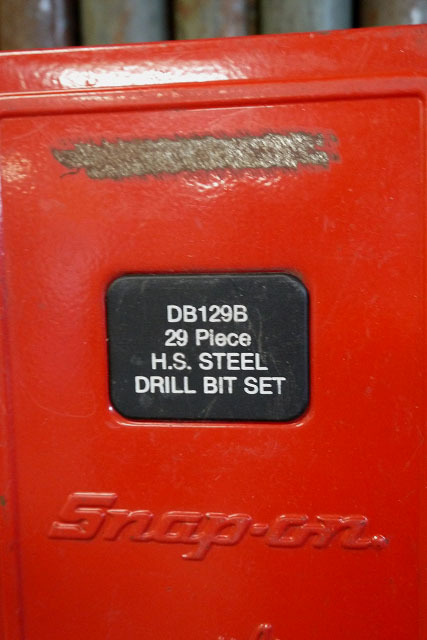 DB129B
29 Piece
H.S. STEEL
DRILL BIT SET
Snap-on